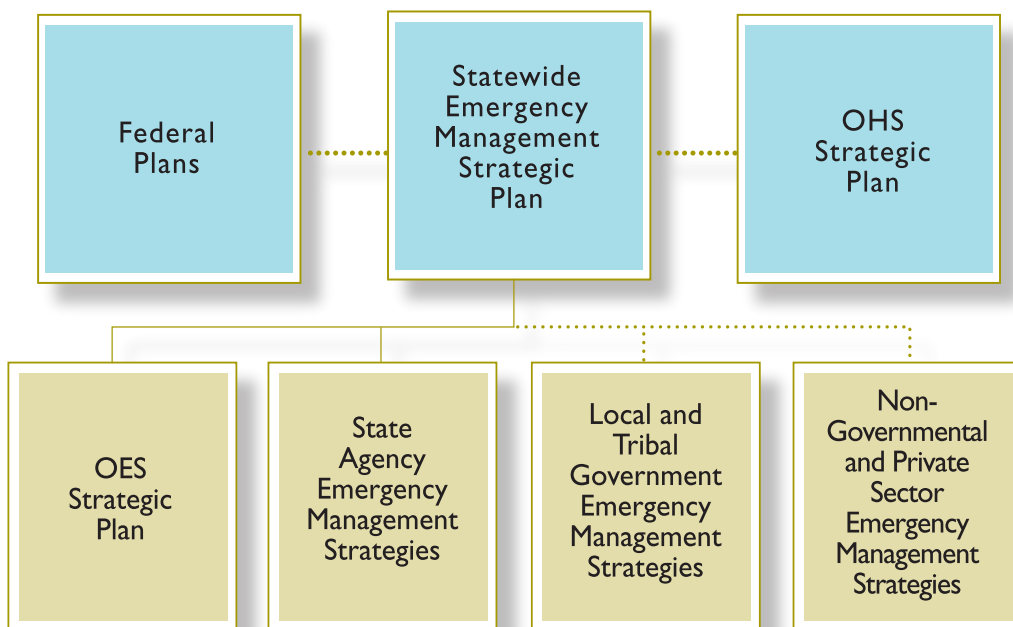 Federal
Plans
Statewide
Emergency
Management
Strategic
Plan
OHS
Strategic
Plan
OES
Strategic
Plan
State
Agency
Emergency
Management
Strategies
Local and
Tribal
Government
Emergency
Management
Strategies
Non-
Governmental
and Private
Sector
Emergency
Management
Strategies